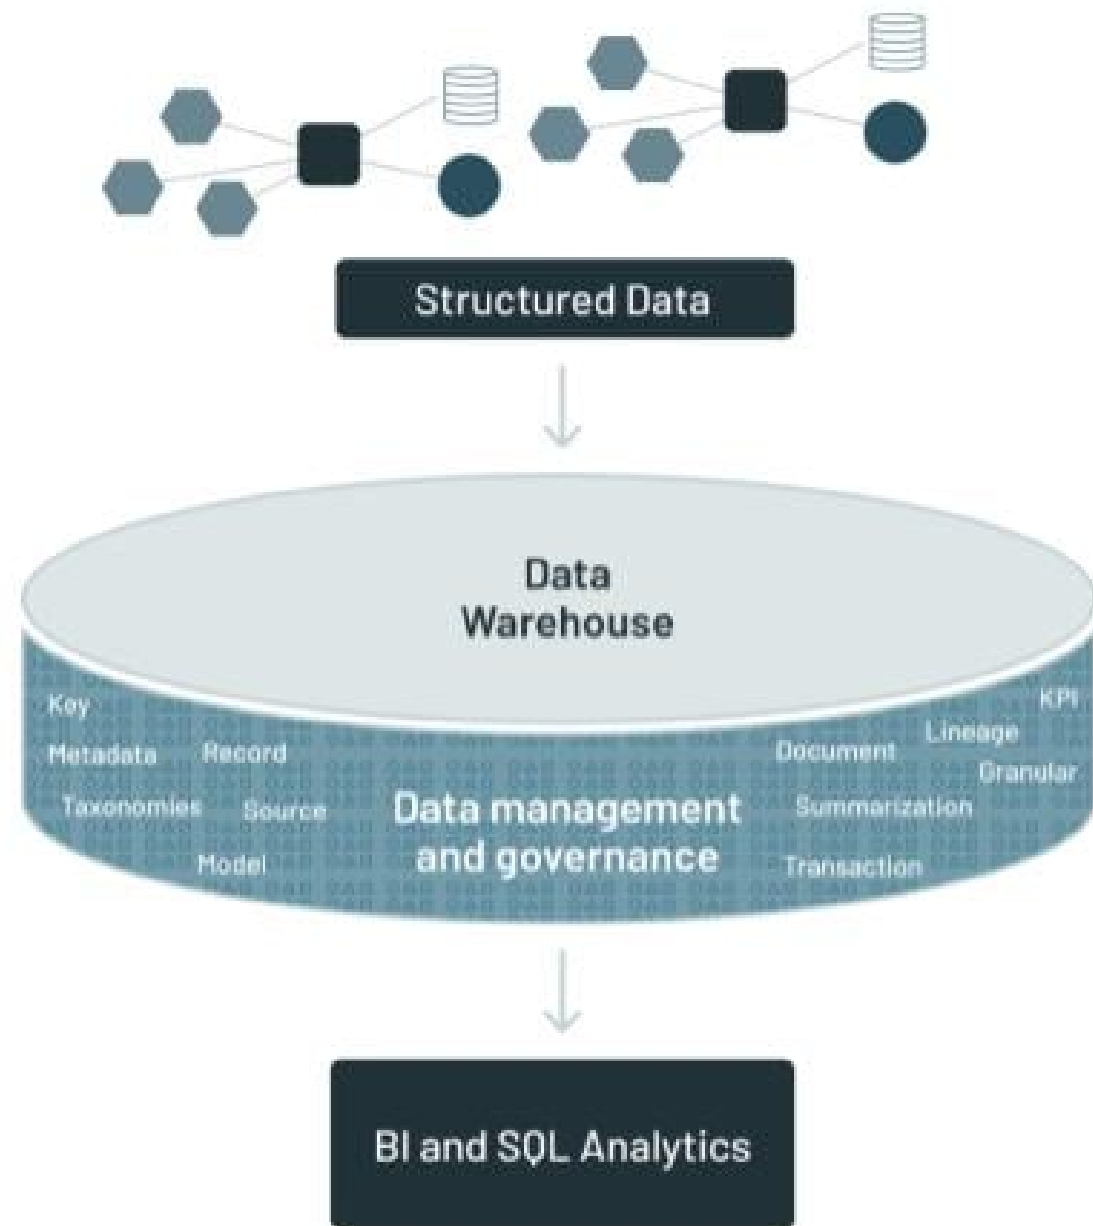 Structured Data
Data
Warehouse
Key
KPI
Lineage
Metadata
Record
Document
Granular
Taxonomies
Source
Data management
and governance
Summarization
Model
Transaction
BI and SQL Analytics